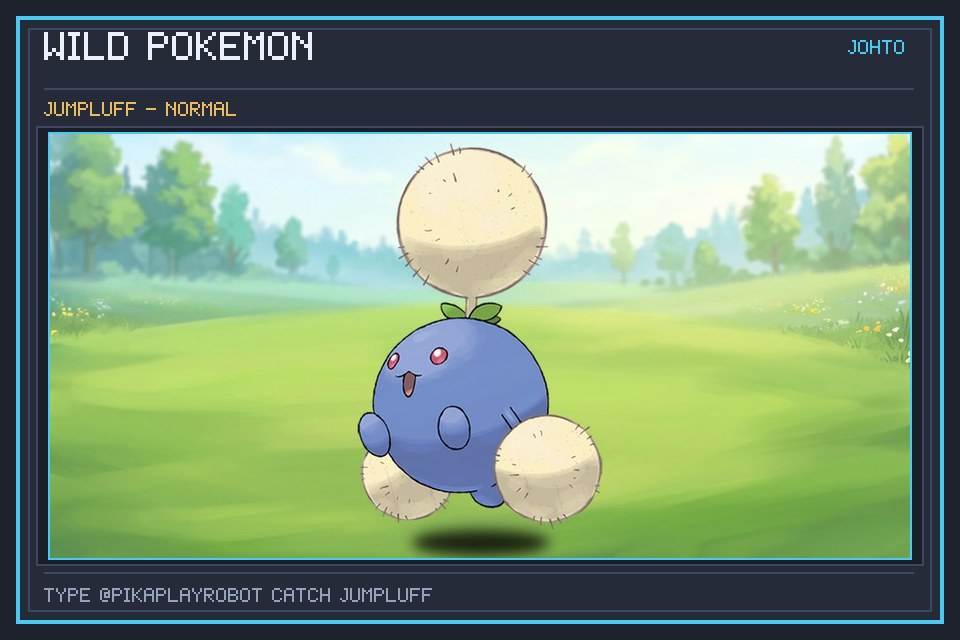 WILD POKEMON
JOHTO
JUMPLUFF - NORMAL
TYPE @PIKAPLAYROBOT CATCH JUMPLUFF